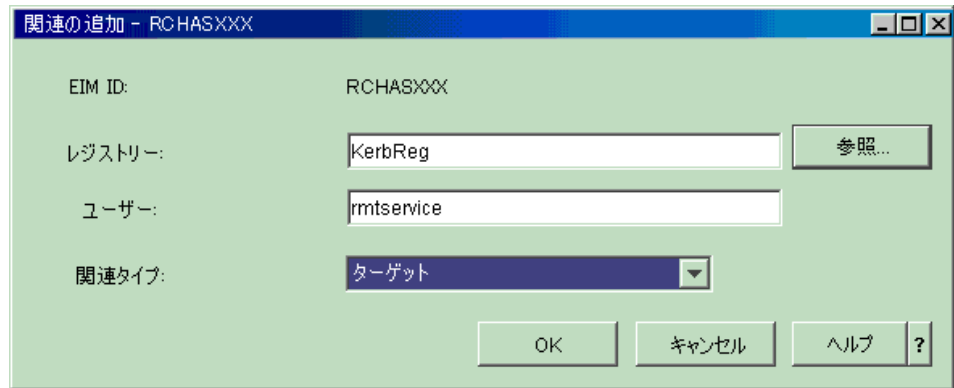 関連の追加 - RCHASXXX
EIM ID: RCHASXXX
レジストリー: KerbReg 参照...
ユーザー: rmtservice
関連タイプ: ターゲット
OK キャンセル ヘルプ ?